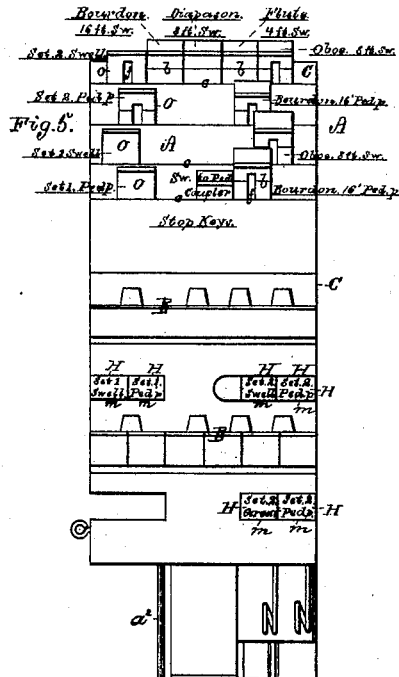 Bourdon. Diapason. Flute
16 ft. Sw. 8 ft. Sw. 4 ft. Sw.
Set. 2. Swell Oboe. 8 ft. Sw.
o f b b C
c
Set 2. Ped. p o Bourdon. 16' Ped. p.
Fig. 5. A A
Set 1 Swell o Oboe. 8 ft. Sw.
c
Set 1. Ped. p. o Sw. to Ped. Coupler f b Bourdon. 16' Ped. p.
c
Stop Keys.
C
B
H H H H
Set 1 Swell Set 1. Ped. p Set. 2. Swell Set. 2. Ped. p H
m m m m
B
H Set. 2. Great Set. 2. Ped. p. H
m m
a²
N N